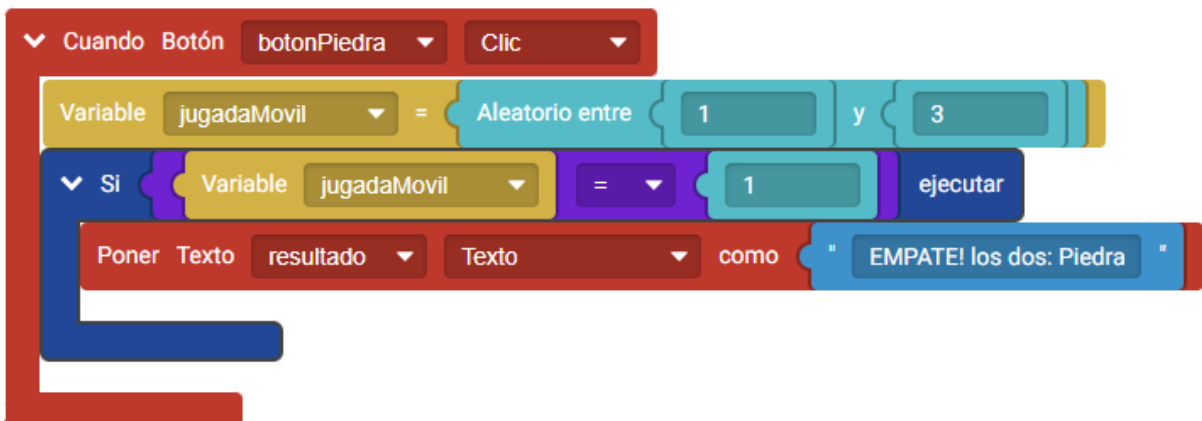 Cuando Botón botonPiedra Clic
Variable jugadaMovil = Aleatorio entre 1 y 3
Si Variable jugadaMovil = 1 ejecutar
Poner Texto resultado Texto como " EMPATE! los dos: Piedra "